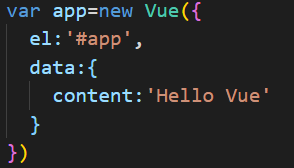 var app=new Vue({
  el:'#app',
  data:{
    content:'Hello Vue'
  }
})